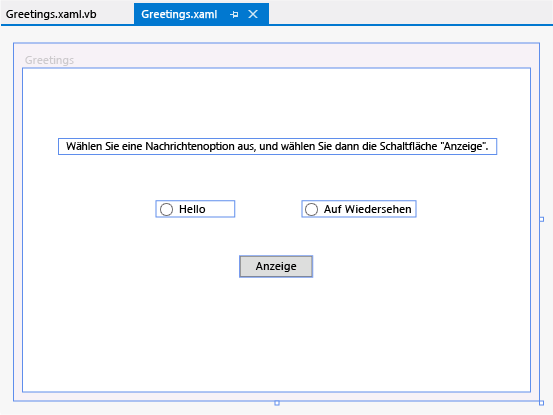 Greetings.xaml.vb Greetings.xaml
Greetings
Wählen Sie eine Nachrichtenoption aus, und wählen Sie dann die Schaltfläche "Anzeige".
Hello Auf Wiedersehen
Anzeige